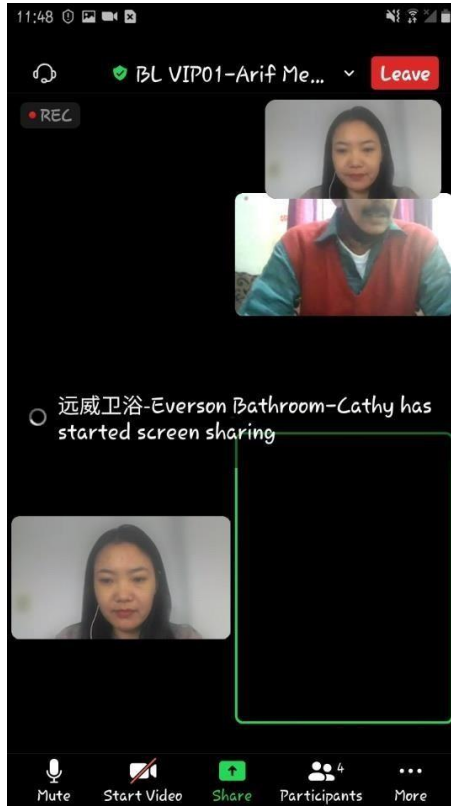 11:48
BL VIP01-Arif Me...
Leave
REC
远威卫浴-Everson Bathroom-Cathy has
started screen sharing
4
Mute
Start Video
Share
Participants
More